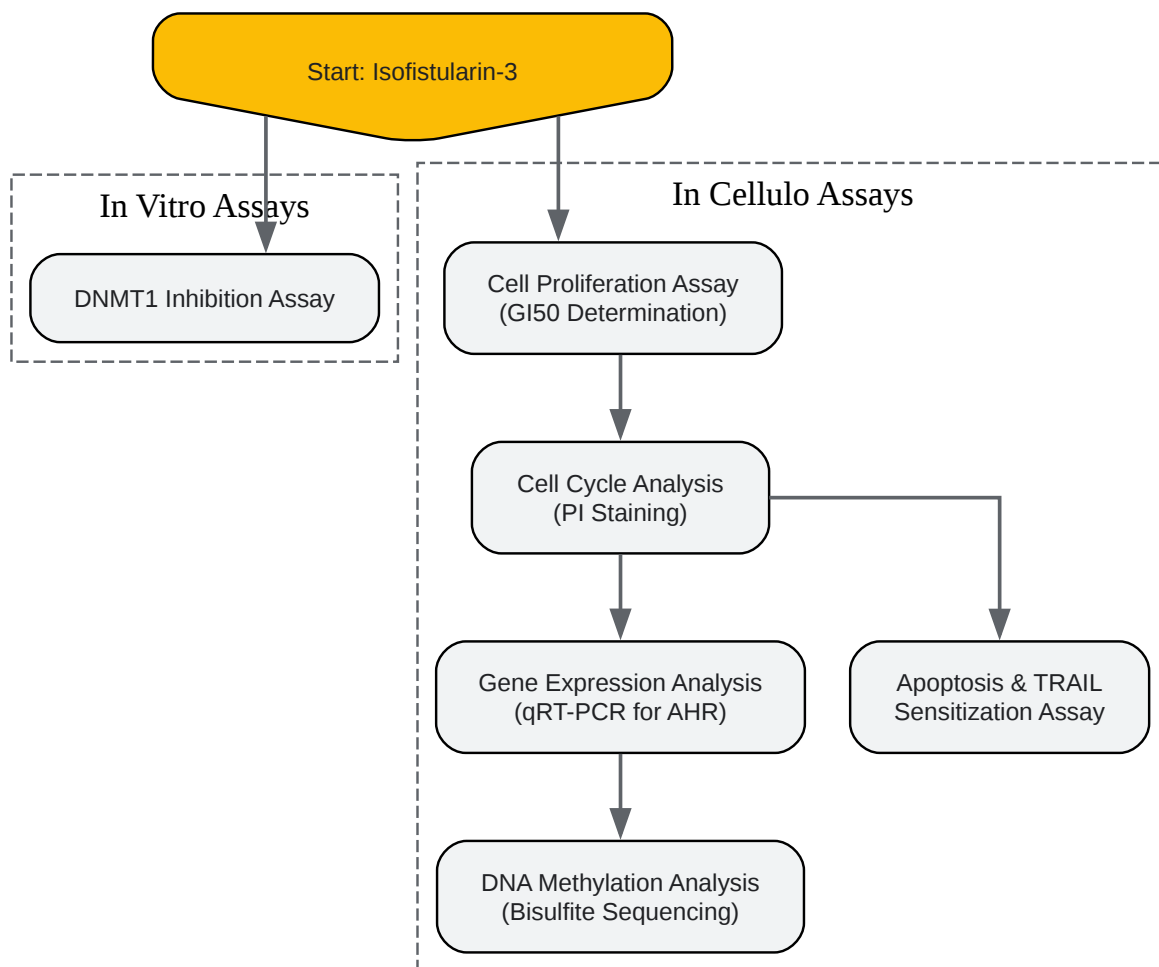 Start: Isofistularin-3
In Vitro Assays
In Cellulo Assays
DNMT1 Inhibition Assay
Cell Proliferation Assay
(GI50 Determination)
Cell Cycle Analysis
(PI Staining)
Gene Expression Analysis
(qRT-PCR for AHR)
Apoptosis & TRAIL
Sensitization Assay
DNA Methylation Analysis
(Bisulfite Sequencing)